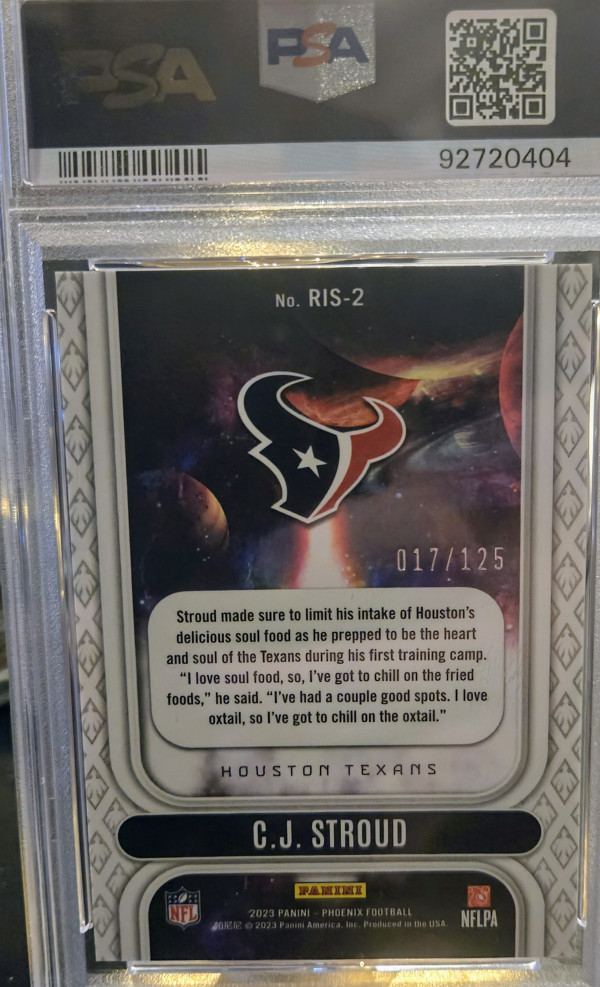 PSA
PSA
92720404
No. RIS-2
017/125
Stroud made sure to limit his intake of Houston's
delicious soul food as he prepped to be the heart
and soul of the Texans during his first training camp.
"I love soul food, so, I've got to chill on the fried
foods," he said. "I've had a couple good spots. I love
oxtail, so I've got to chill on the oxtail."
HOUSTON TEXANS
C.J. STROUD
PANINI
NFL
2023 PANINI - PHOENIX FOOTBALL
帕尼尼 © 2023 Panini America, Inc. Produced in the USA.
NFLPA